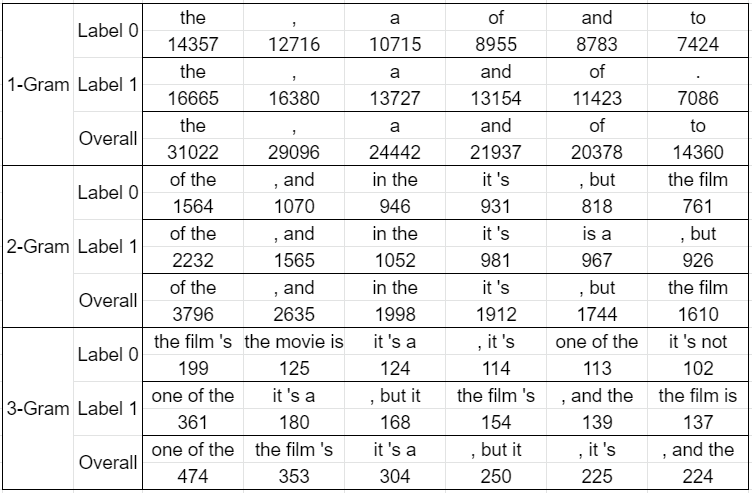 the , a of and to
Label 0
14357 12716 10715 8955 8783 7424
the , a and of .
1-Gram Label 1
16665 16380 13727 13154 11423 7086
the , a and of to
Overall
31022 29096 24442 21937 20378 14360
of the , and in the it 's , but the film
Label 0
1564 1070 946 931 818 761
of the , and in the it 's is a , but
2-Gram Label 1
2232 1565 1052 981 967 926
of the , and in the it 's , but the film
Overall
3796 2635 1998 1912 1744 1610
the film 's the movie is it 's a , it 's one of the it 's not
Label 0
199 125 124 114 113 102
one of the it 's a , but it the film 's , and the the film is
3-Gram Label 1
361 180 168 154 139 137
one of the the film 's it 's a , but it , it 's , and the
Overall
474 353 304 250 225 224